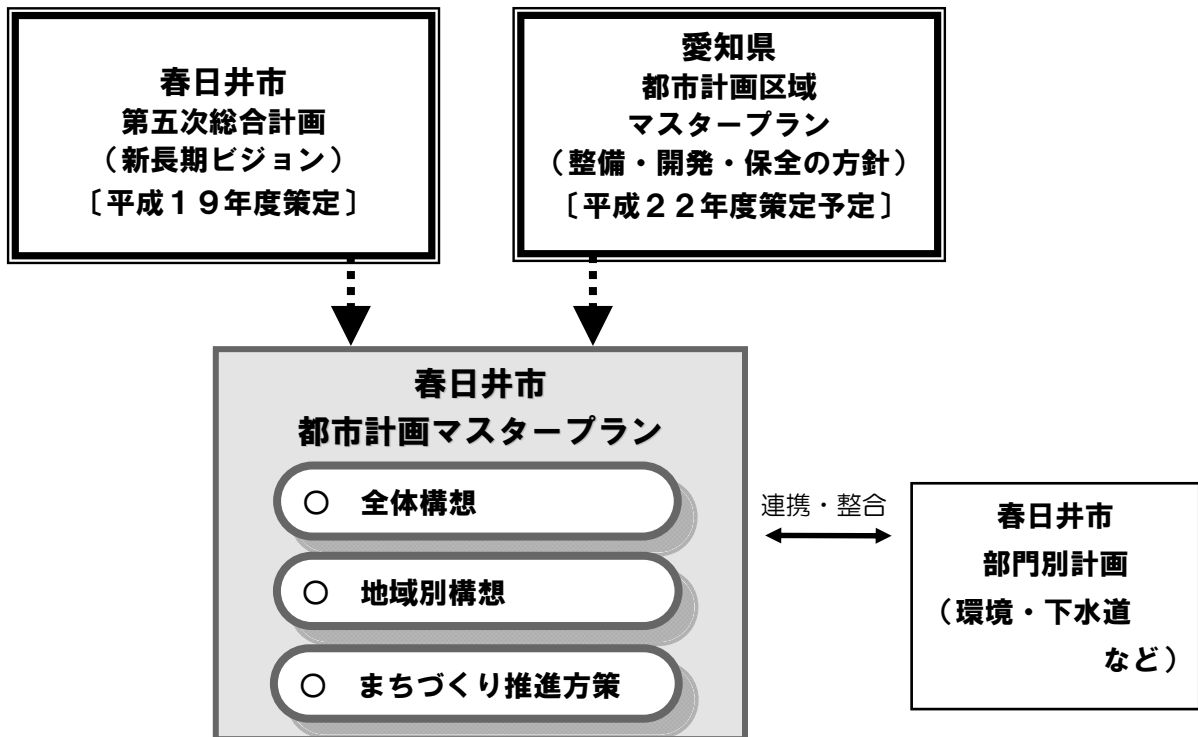 春日井市
第五次総合計画
（新長期ビジョン）
〔平成１９年度策定〕
愛知県
都市計画区域
マスタープラン
（整備・開発・保全の方針）
〔平成２２年度策定予定〕
春日井市
都市計画マスタープラン
○　全体構想
○　地域別構想
○　まちづくり推進方策
連携・整合
春日井市
部門別計画
（環境・下水道
など）